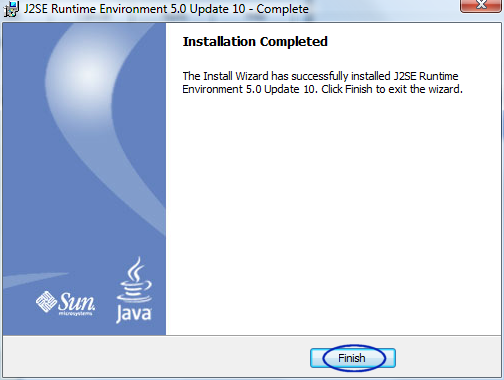 J2SE Runtime Environment 5.0 Update 10 - Complete
Installation Completed
The Install Wizard has successfully installed J2SE Runtime
Environment 5.0 Update 10. Click Finish to exit the wizard.
Sun
microsystems
Java
Finish